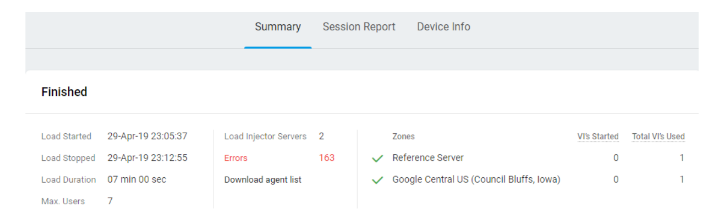 Summary Session Report Device Info
Finished
Load Started 29-Apr-19 23:05:37 Load Injector Servers 2 Zones VI's Started Total VI's Used
Load Stopped 29-Apr-19 23:12:55 Errors 163 Reference Server 0 1
Load Duration 07 min 00 sec Download agent list Google Central US (Council Bluffs, Iowa) 0 1
Max. Users 7